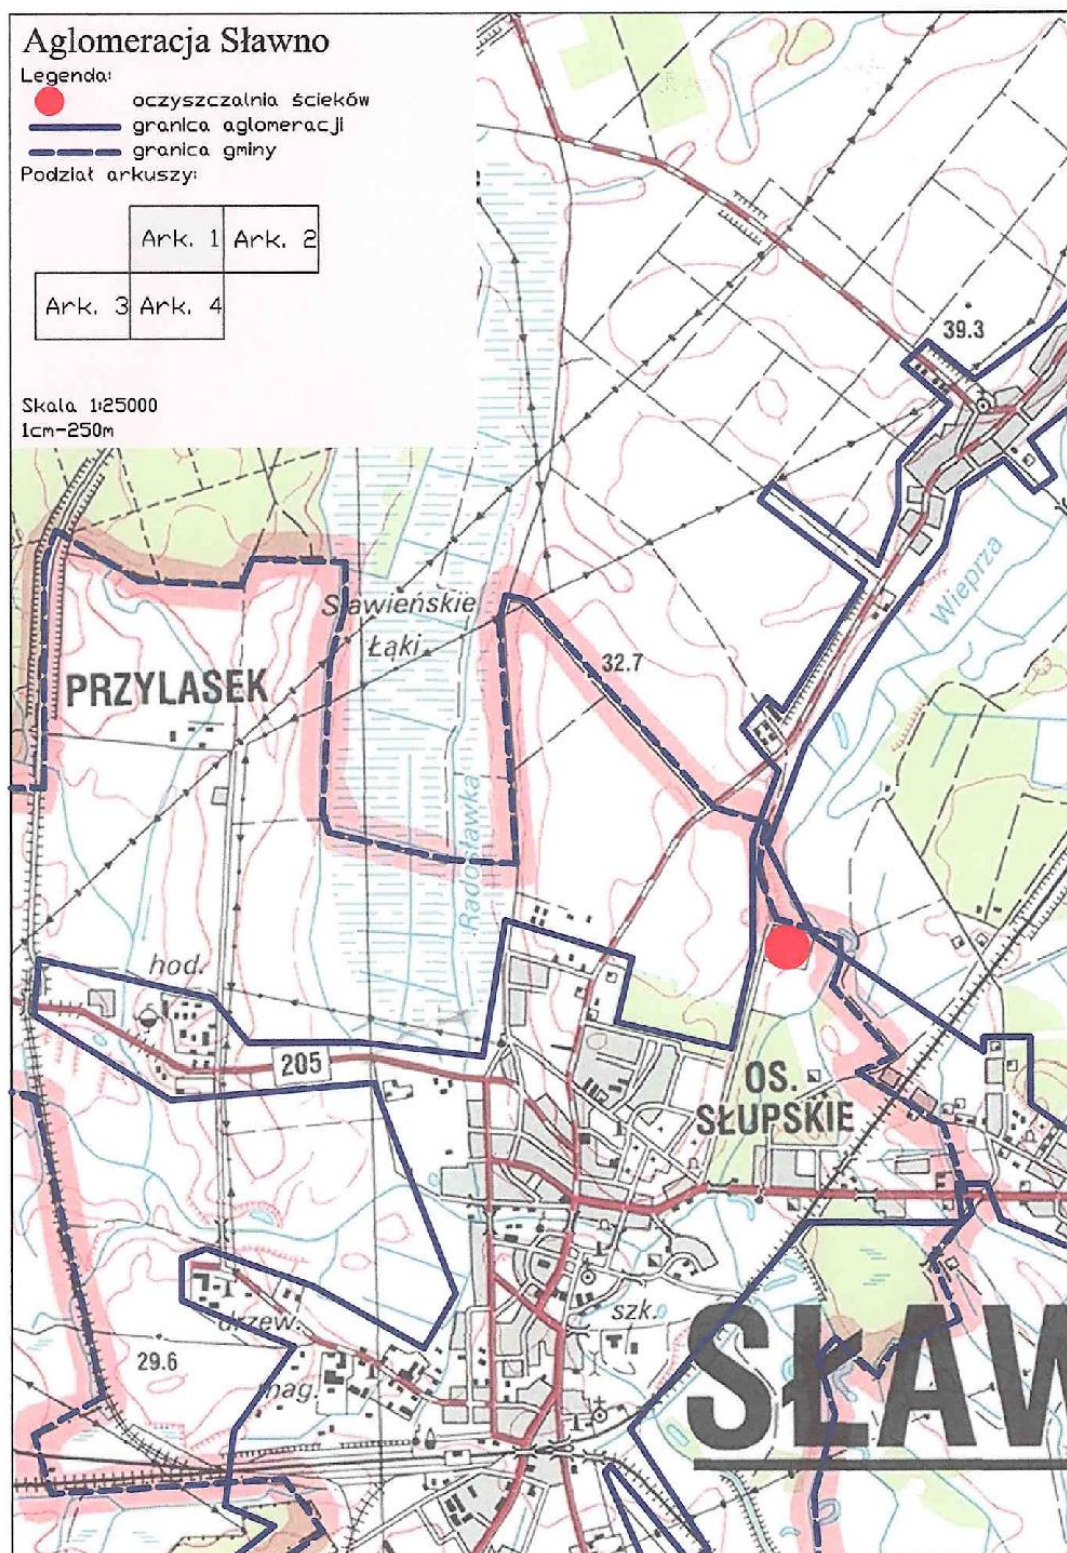 Aglomeracja Sławno
Legenda:
oczyszczalnia ścieków
granica aglomeracji
granica gminy
Podział arkuszy:
Ark. 1 Ark. 2
Ark. 3 Ark. 4
Skala 1:25000
1cm-250m
39.3
Wieprza
Sławieńskie
Łąki
32.7
PRZYLASEK
Radosławka
hod.
205
OS.
SŁUPSKIE
szk.
drzew.
29.6
mag.
SŁAW